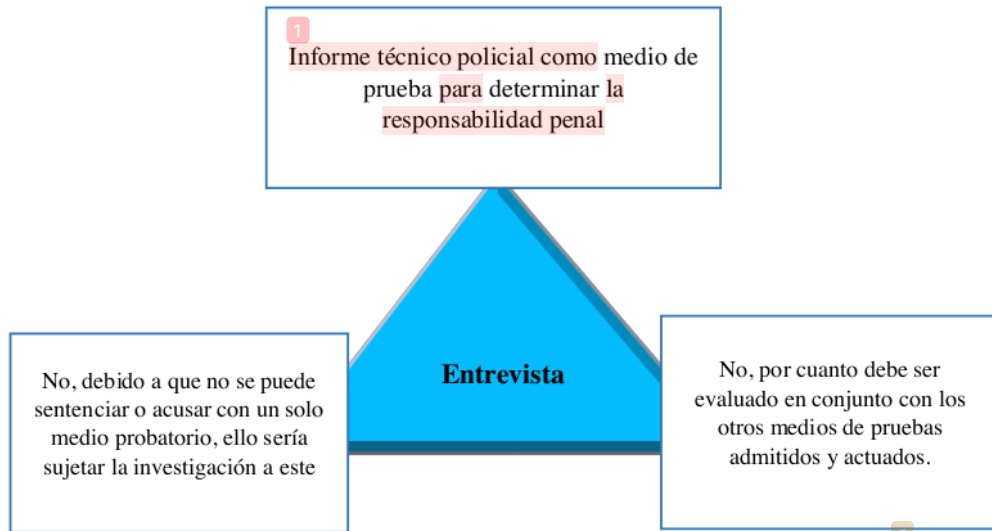 1
Informe técnico policial como medio de
prueba para determinar la
responsabilidad penal
Entrevista
No, debido a que no se puede
sentenciar o acusar con un solo
medio probatorio, ello sería
sujetar la investigación a este
No, por cuanto debe ser
evaluado en conjunto con los
otros medios de pruebas
admitidos y actuados.